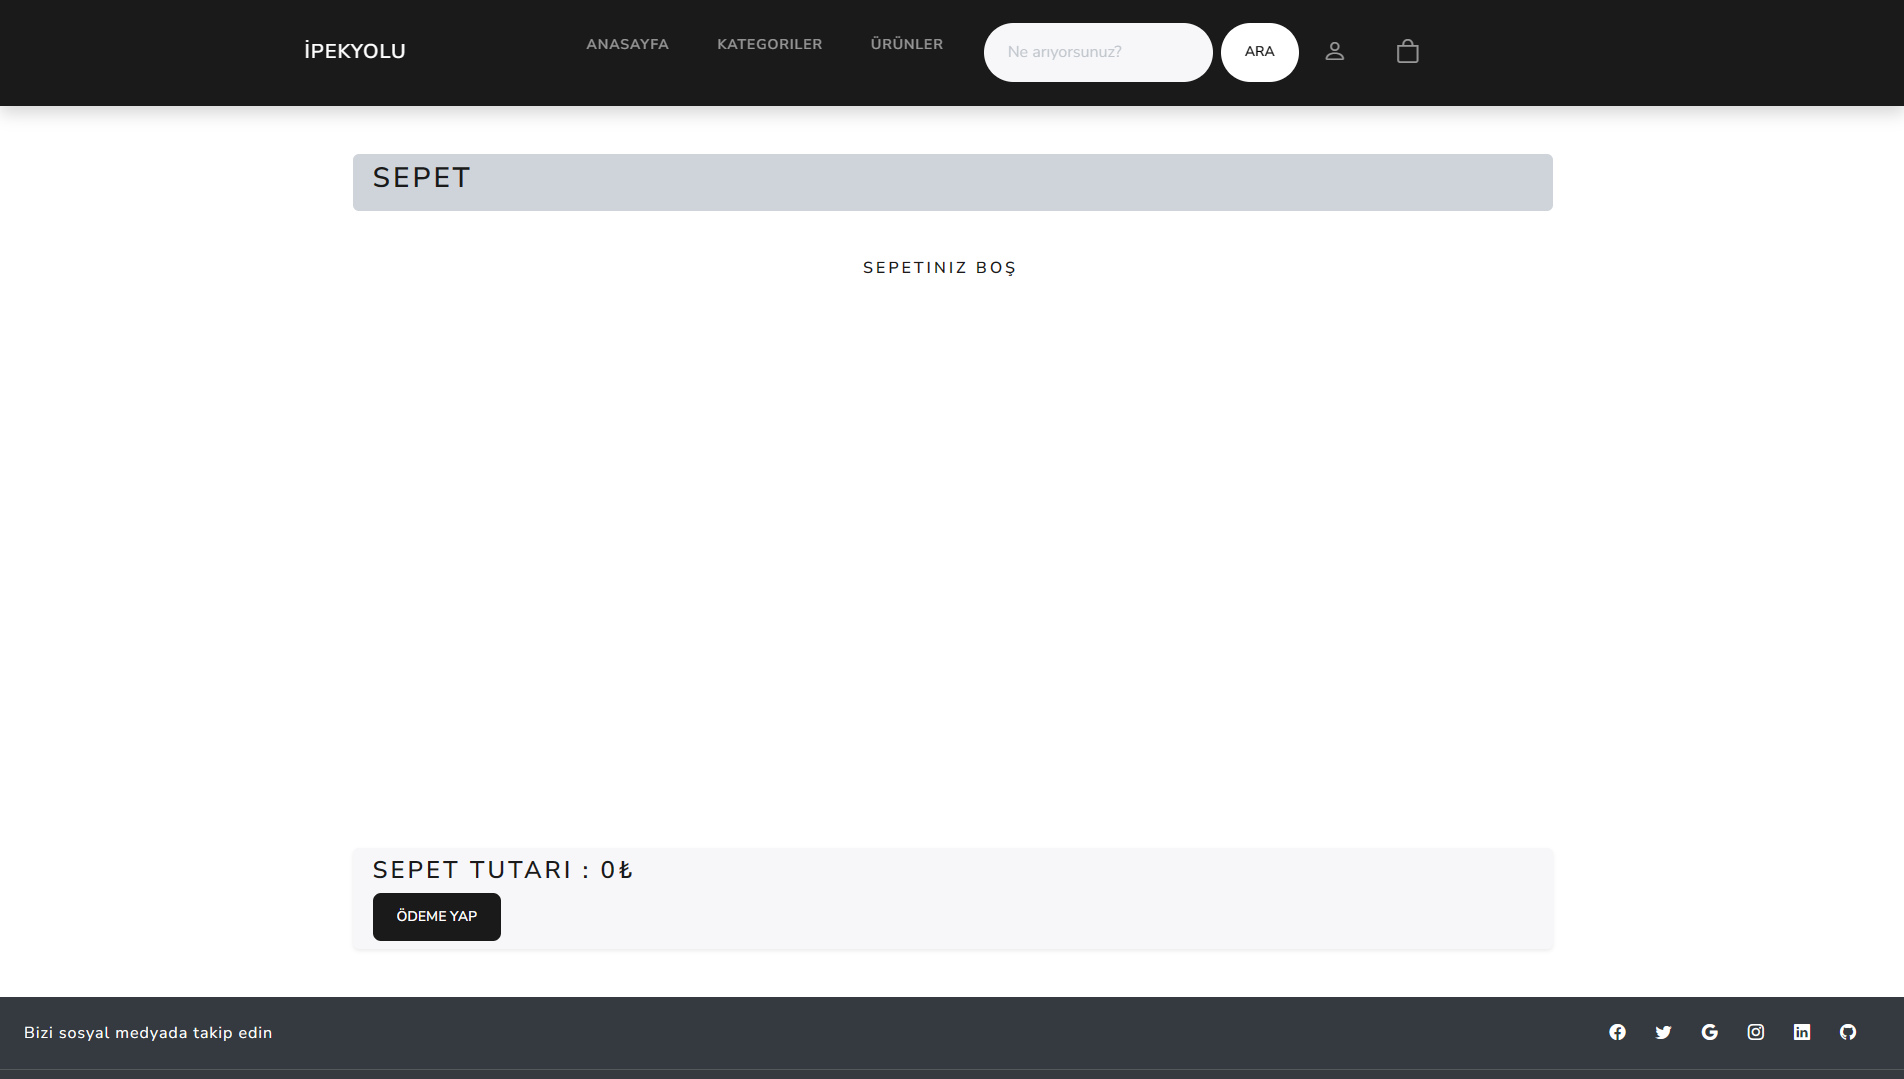 İPEKYOLU
ANASAYFA
KATEGORILER
ÜRÜNLER
Ne arıyorsunuz?
ARA
SEPET
SEPETINIZ BOŞ
SEPET TUTARI : 0₺
ÖDEME YAP
Bizi sosyal medyada takip edin